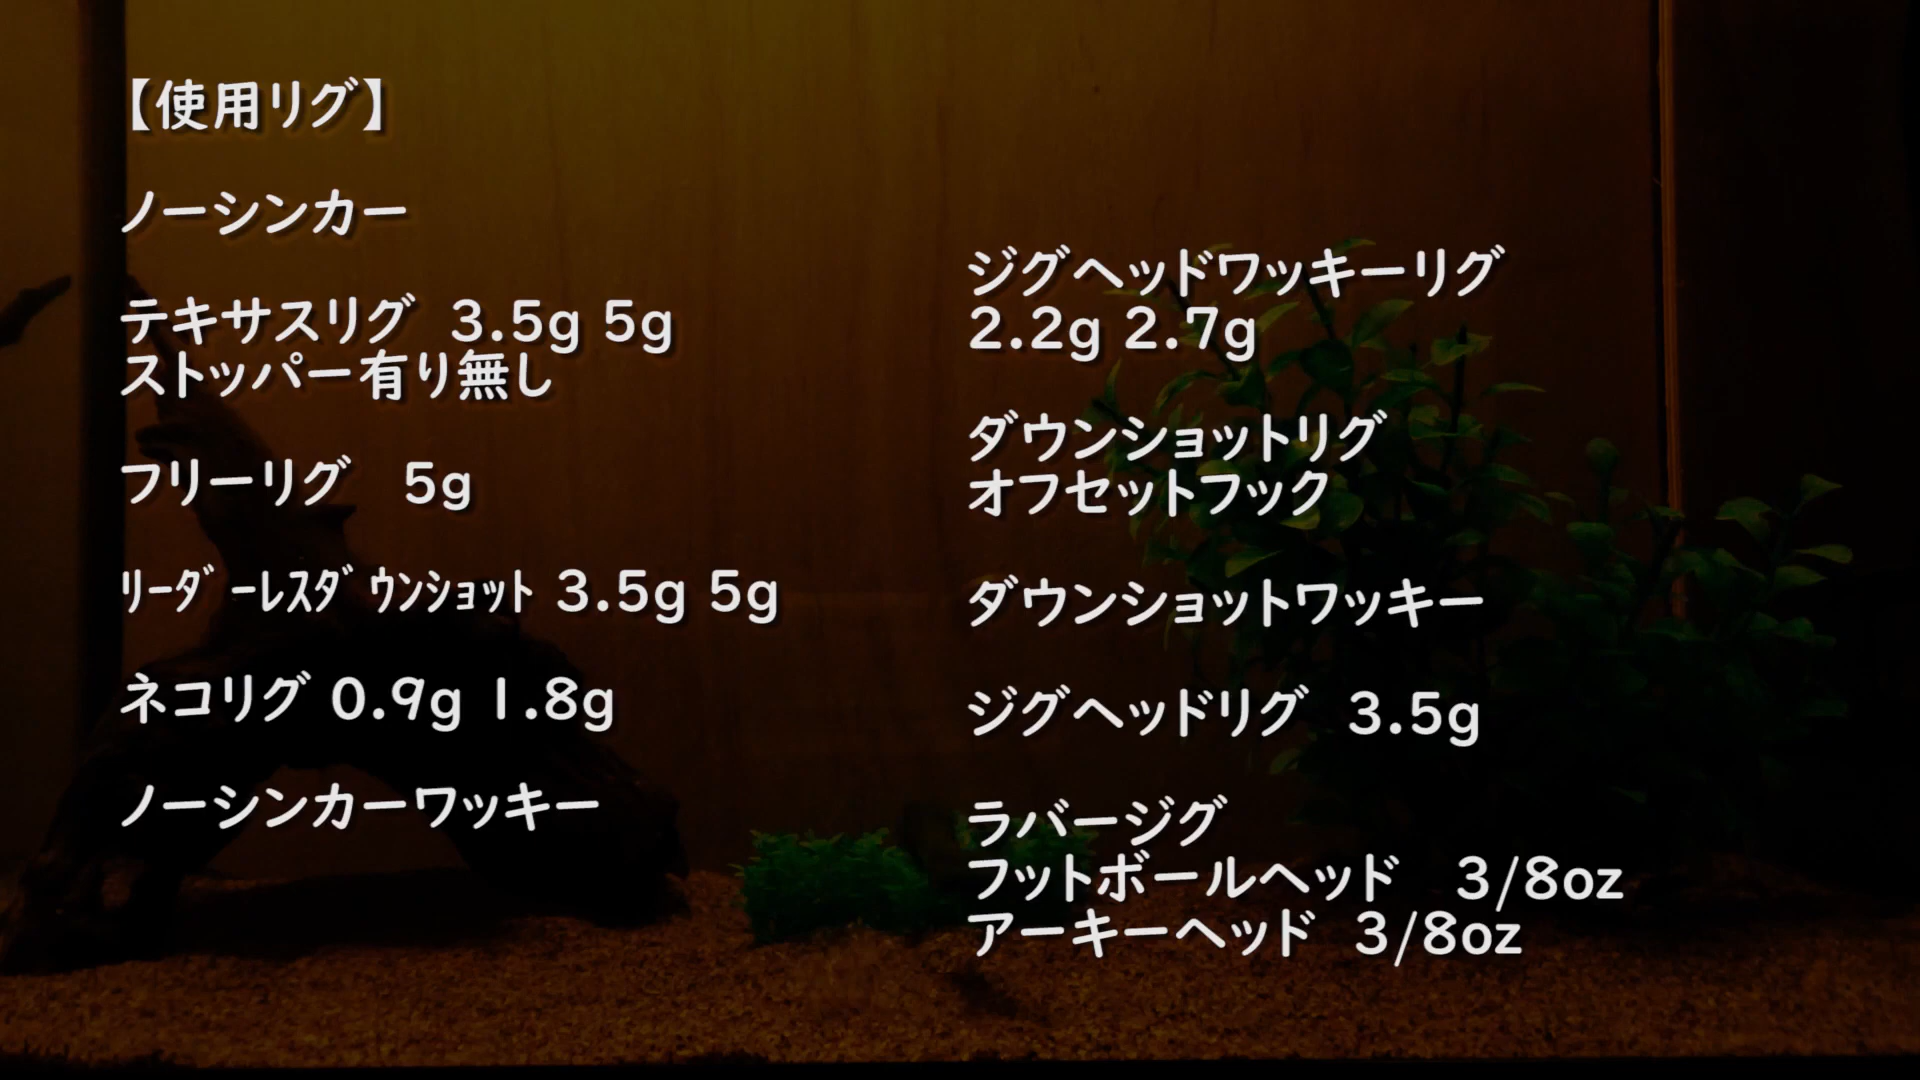 【使用リグ】
ノーシンカー
テキサスリグ 3.5g 5g
ストッパー有り無し
フリーリグ 5g
ﾘｰﾀﾞｰﾚｽﾀﾞｳﾝｼｮｯﾄ 3.5g 5g
ネコリグ 0.9g 1.8g
ノーシンカーワッキー
ジグヘッドワッキーリグ
2.2g 2.7g
ダウンショットリグ
オフセットフック
ダウンショットワッキー
ジグヘッドリグ 3.5g
ラバージグ
フットボールヘッド 3/8oz
アーキーヘッド 3/8oz